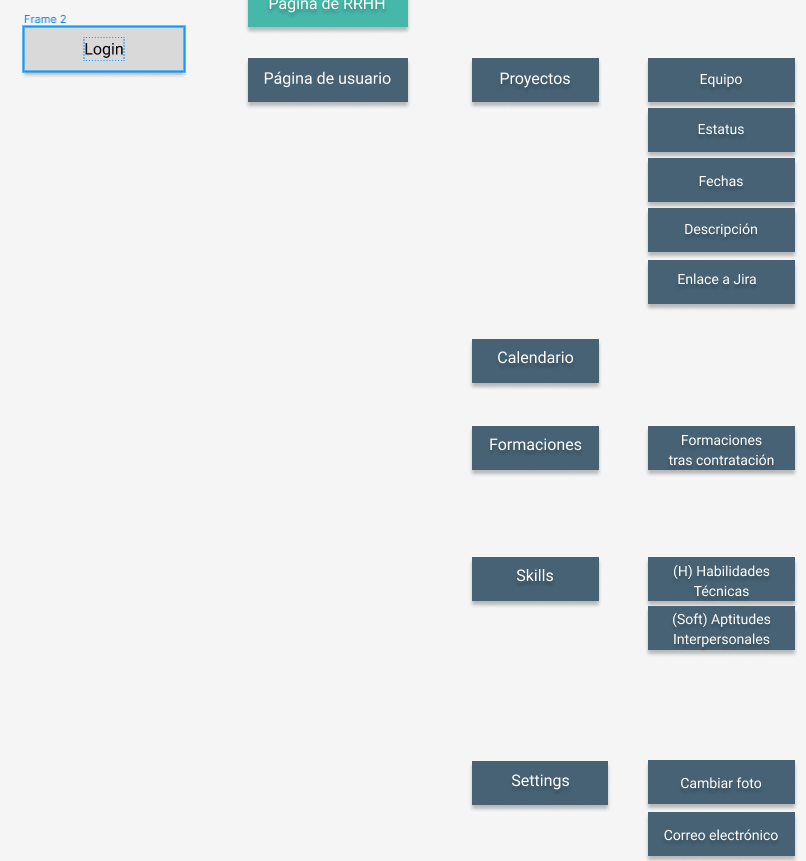 Frame 2
Login
Página de RRHH
Página de usuario
Proyectos
Equipo
Estatus
Fechas
Descripción
Enlace a Jira
Calendario
Formaciones
Formaciones
tras contratación
Skills
(H) Habilidades
Técnicas
(Soft) Aptitudes
Interpersonales
Settings
Cambiar foto
Correo electrónico